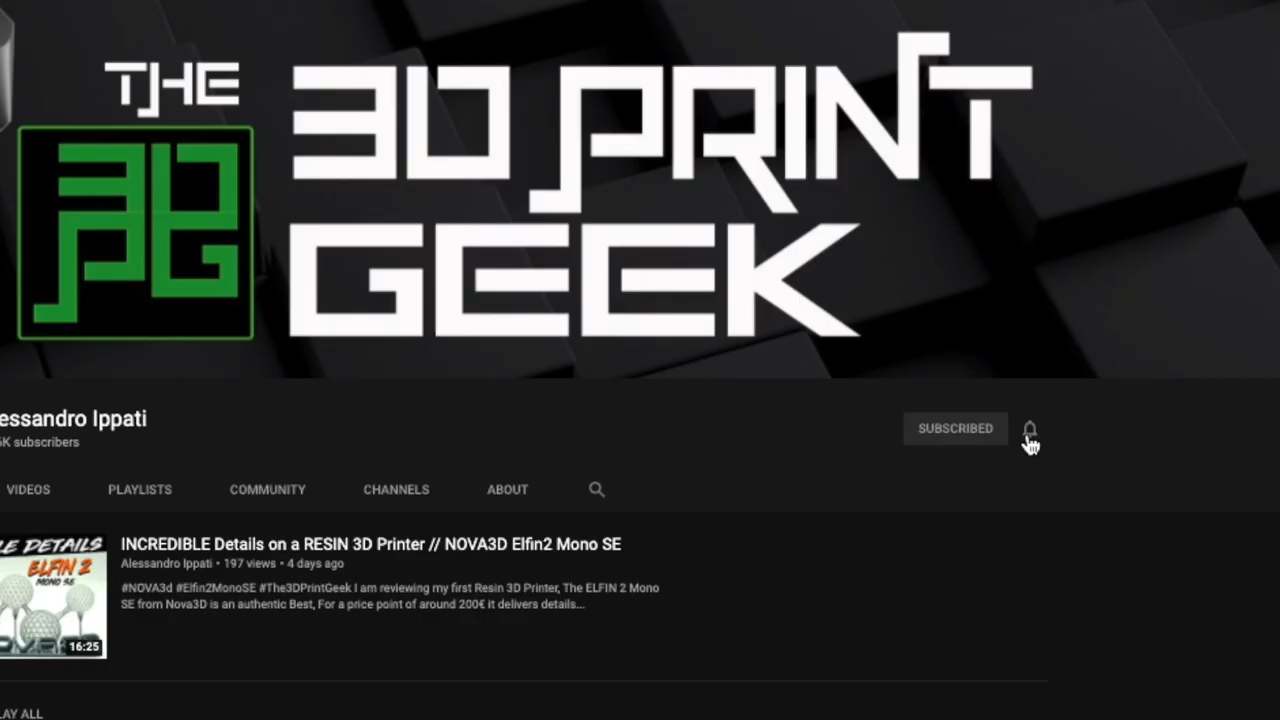 THE
3D PRINT
GEEK
3D
PG
essandro Ippati
K subscribers
SUBSCRIBED
VIDEOS PLAYLISTS COMMUNITY CHANNELS ABOUT
LE DETAILS
ELFIN 2
MONO SE
16:25
INCREDIBLE Details on a RESIN 3D Printer // NOVA3D Elfin2 Mono SE
Alessandro Ippati • 197 views • 4 days ago
#NOVA3d #Elfin2MonoSE #The3DPrintGeek I am reviewing my first Resin 3D Printer, The ELFIN 2 Mono
SE from Nova3D is an authentic Best, For a price point of around 200€ it delivers details...
LAY ALL